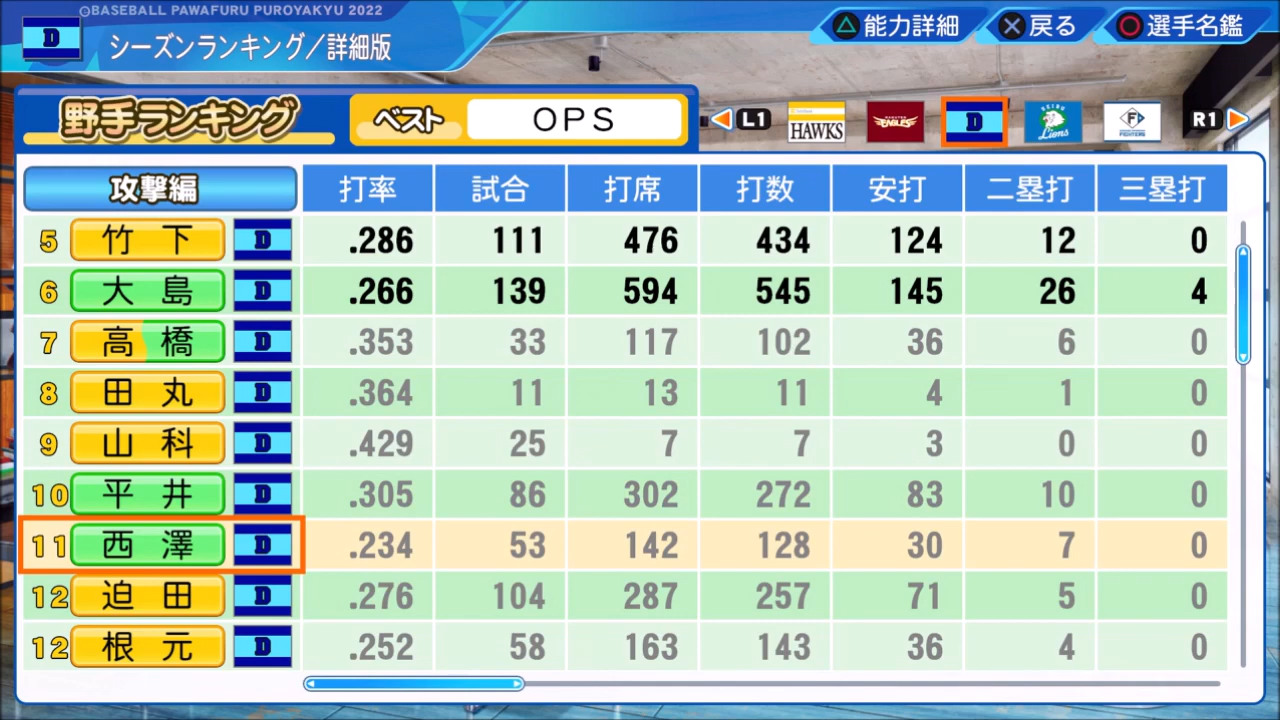 ©BASEBALL PAWAFURU PUROYAKYU 2022
D シーズンランキング／詳細版 △能力詳細 ×戻る ○選手名鑑
野手ランキング ベスト OPS L1 HAWKS EAGLES D SEIBU Lions F FIGHTERS R1
攻撃編 打率 試合 打席 打数 安打 二塁打 三塁打
5 竹下 D .286 111 476 434 124 12 0
6 大島 D .266 139 594 545 145 26 4
7 高橋 D .353 33 117 102 36 6 0
8 田丸 D .364 11 13 11 4 1 0
9 山科 D .429 25 7 7 3 0 0
10 平井 D .305 86 302 272 83 10 0
11 西澤 D .234 53 142 128 30 7 0
12 迫田 D .276 104 287 257 71 5 0
12 根元 D .252 58 163 143 36 4 0